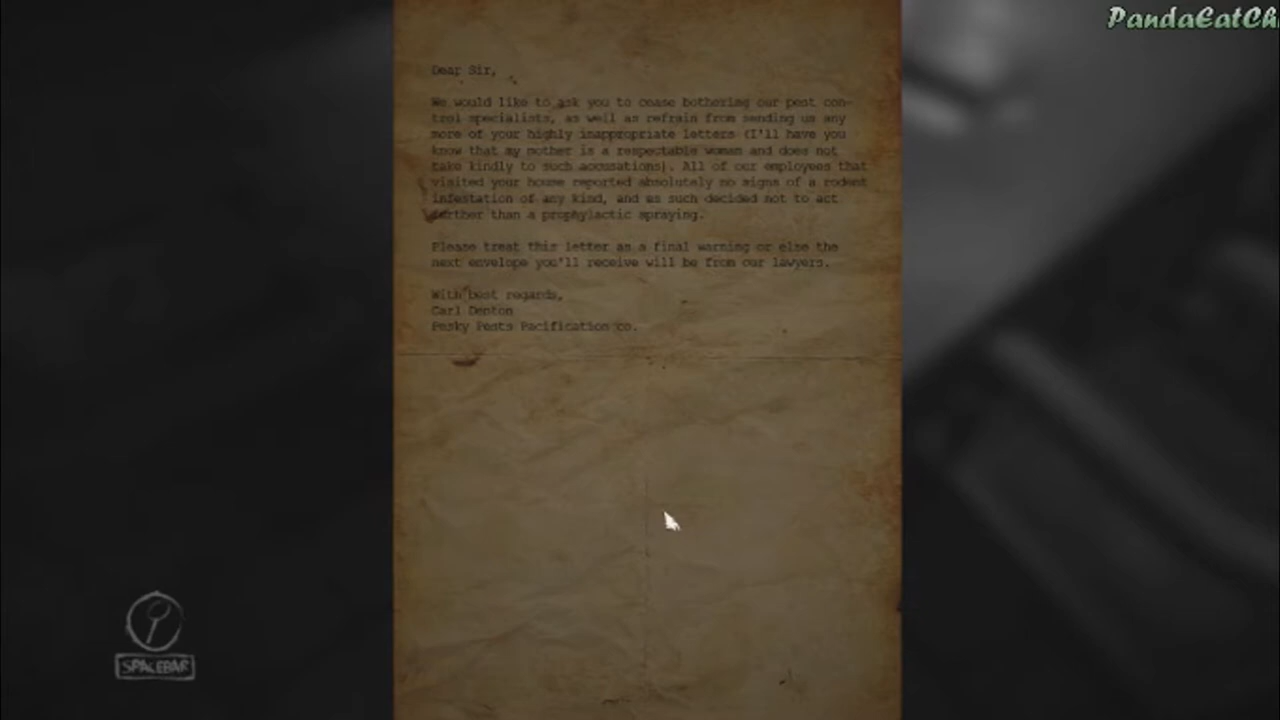 PandaEatCh
Dear Sir,
We would like to ask you to cease bothering our pest con-
trol specialists, as well as refrain from sending us any
more of your highly inappropriate letters (I'll have you
know that my mother is a respectable woman and does not
take kindly to such accusations). All of our employees that
visited your house reported absolutely no signs of a rodent
infestation of any kind, and as such decided not to act
further than a prophylactic spraying.
Please treat this letter as a final warning or else the
next envelope you'll receive will be from our lawyers.
With best regards,
Carl Denton
Pesky Pests Pacification co.
SPACEBAR